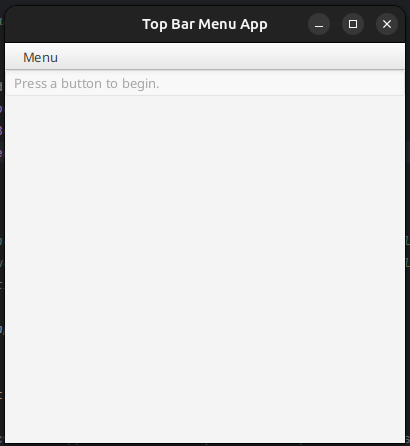 Top Bar Menu App
Menu
Press a button to begin.